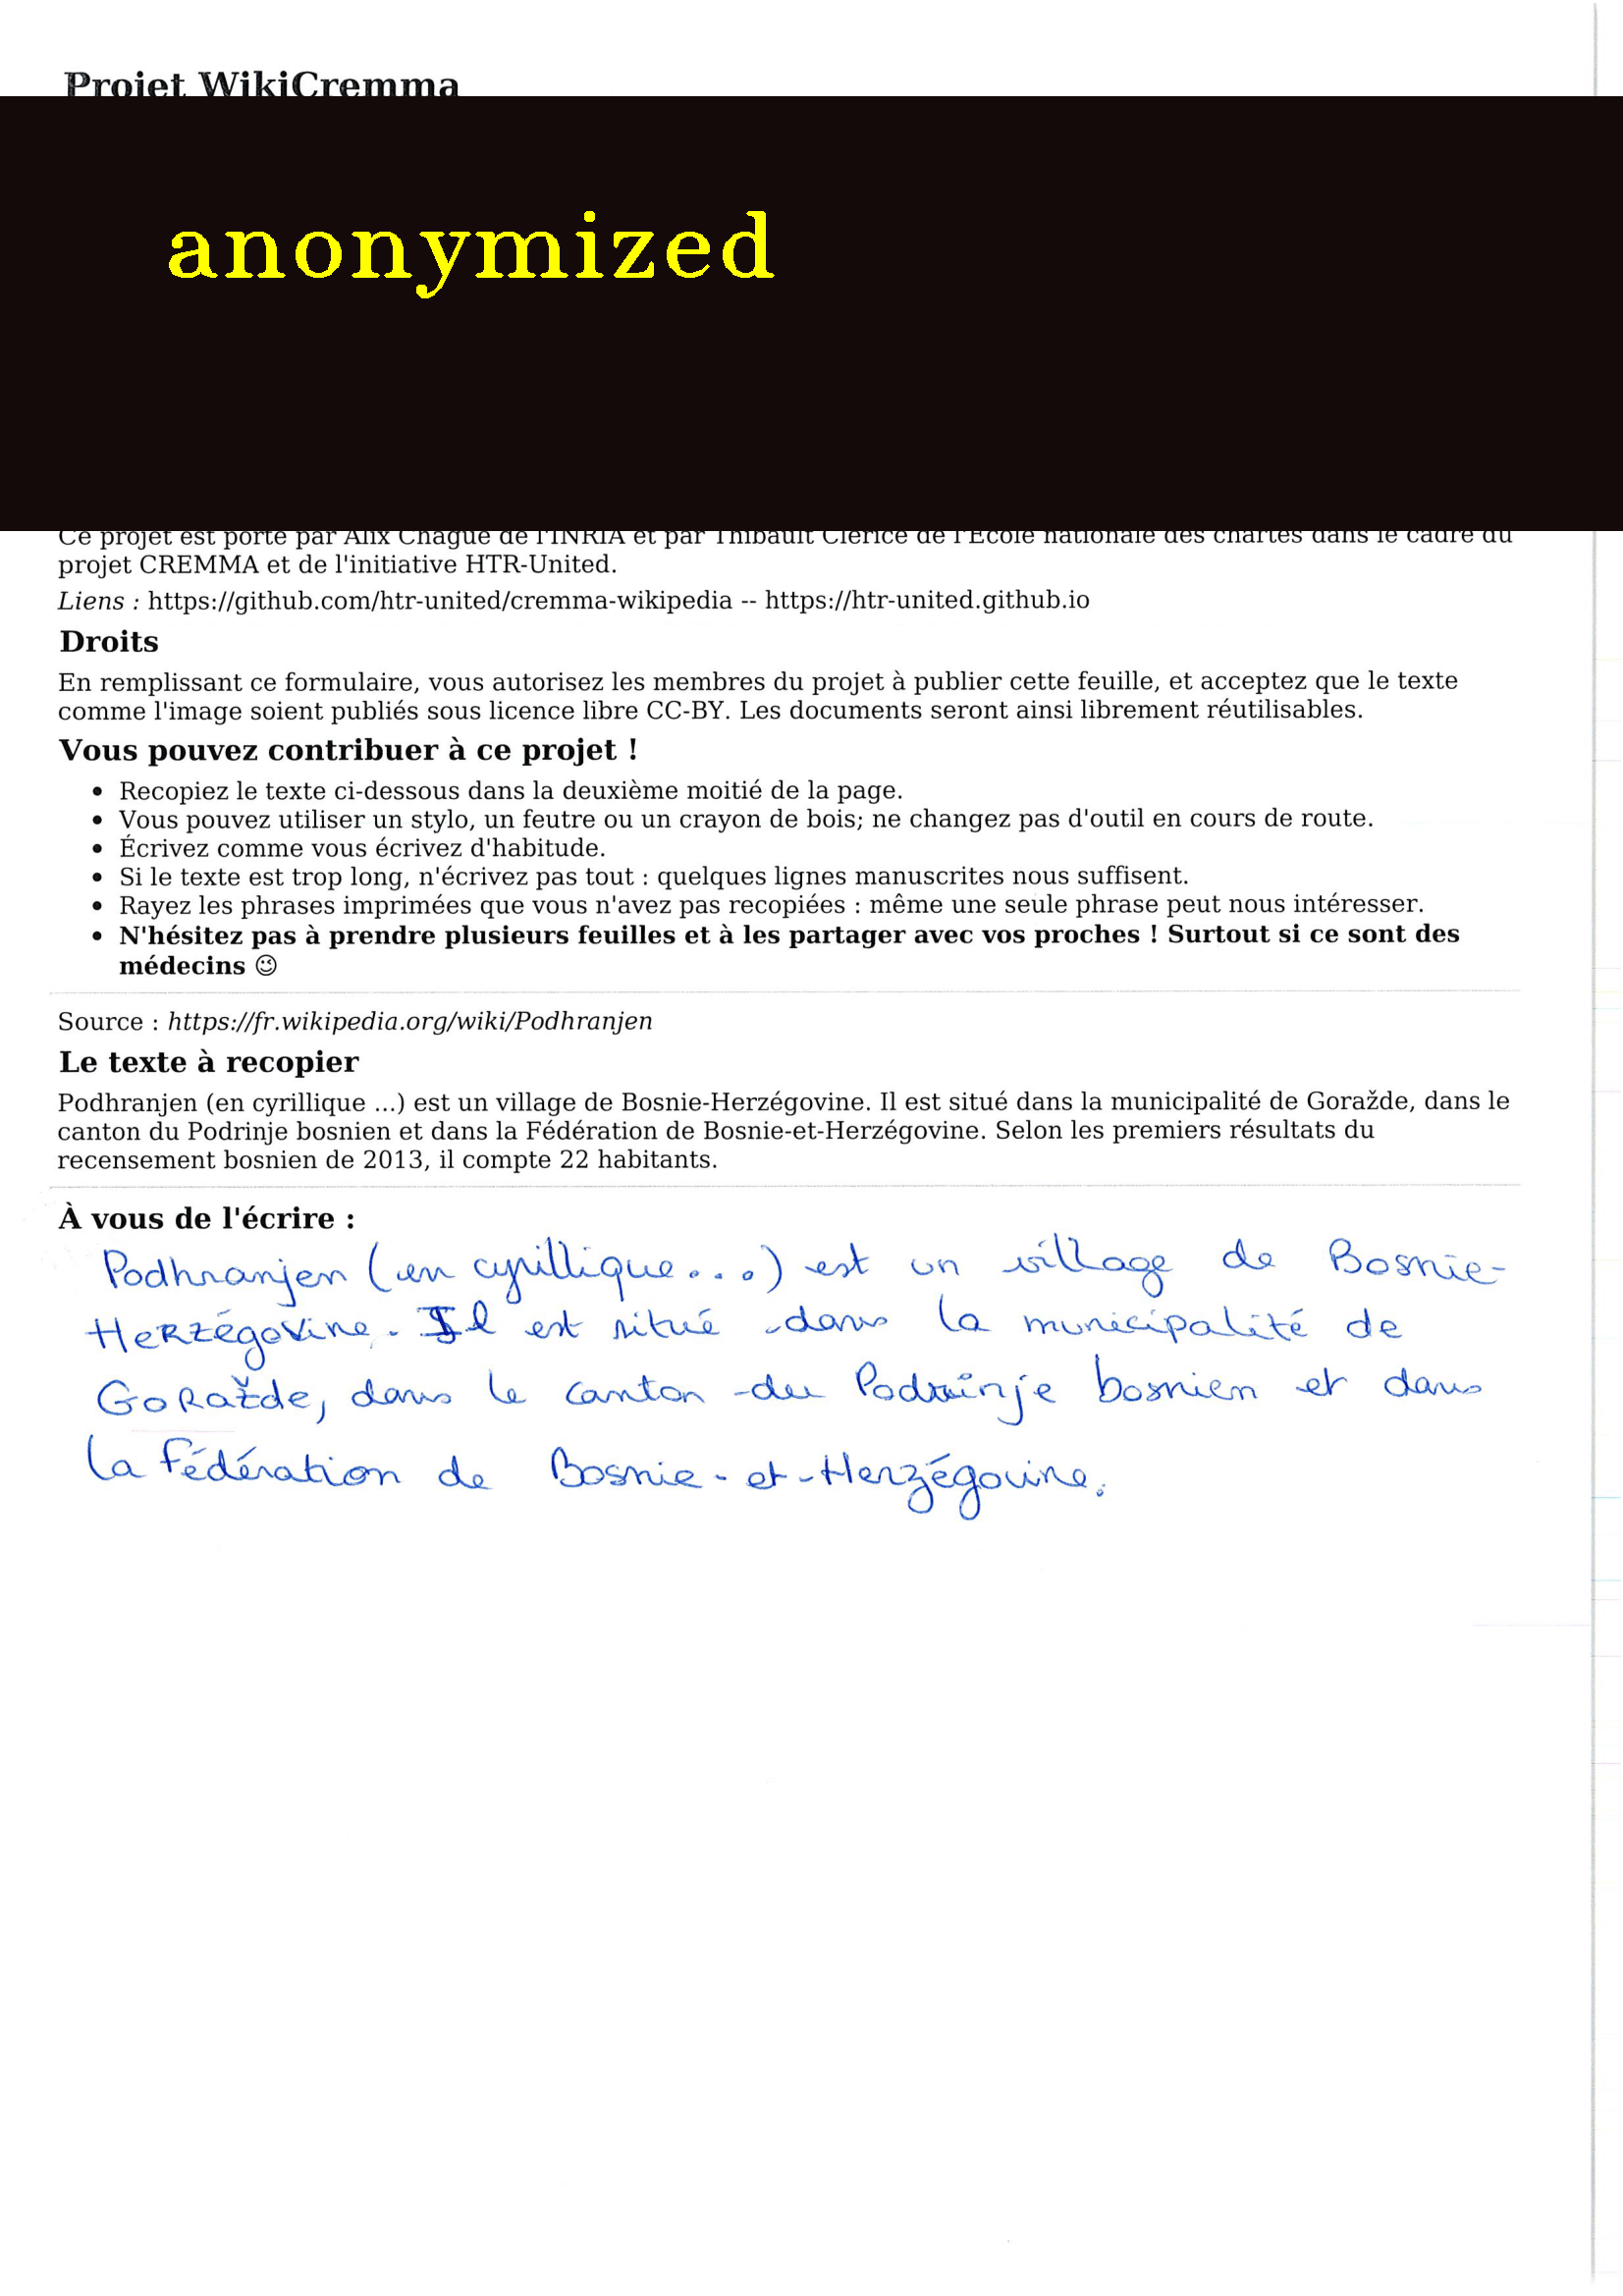 Projet WikiCremma
anonymized
Ce projet est porté par Alix Chagué de l'INRIA et par Thibault Clérice de l'École nationale des chartes dans le cadre du
projet CREMMA et de l'initiative HTR-United.
Liens : https://github.com/htr-united/cremma-wikipedia -- https://htr-united.github.io
Droits
En remplissant ce formulaire, vous autorisez les membres du projet à publier cette feuille, et acceptez que le texte
comme l'image soient publiés sous licence libre CC-BY. Les documents seront ainsi librement réutilisables.
Vous pouvez contribuer à ce projet !
• Recopiez le texte ci-dessous dans la deuxième moitié de la page.
• Vous pouvez utiliser un stylo, un feutre ou un crayon de bois; ne changez pas d'outil en cours de route.
• Écrivez comme vous écrivez d'habitude.
• Si le texte est trop long, n'écrivez pas tout : quelques lignes manuscrites nous suffisent.
• Rayez les phrases imprimées que vous n'avez pas recopiées : même une seule phrase peut nous intéresser.
• N'hésitez pas à prendre plusieurs feuilles et à les partager avec vos proches ! Surtout si ce sont des
médecins 😉
Source : https://fr.wikipedia.org/wiki/Podhranjen
Le texte à recopier
Podhranjen (en cyrillique ...) est un village de Bosnie-Herzégovine. Il est situé dans la municipalité de Goražde, dans le
canton du Podrinje bosnien et dans la Fédération de Bosnie-et-Herzégovine. Selon les premiers résultats du
recensement bosnien de 2013, il compte 22 habitants.
À vous de l'écrire :
Podhranjen (en cyrillique...) est un village de Bosnie-
Herzégovine. Il est situé dans la municipalité de
Goražde, dans le canton du Podrinje bosnien et dans
la Fédération de Bosnie-et-Herzégovine.